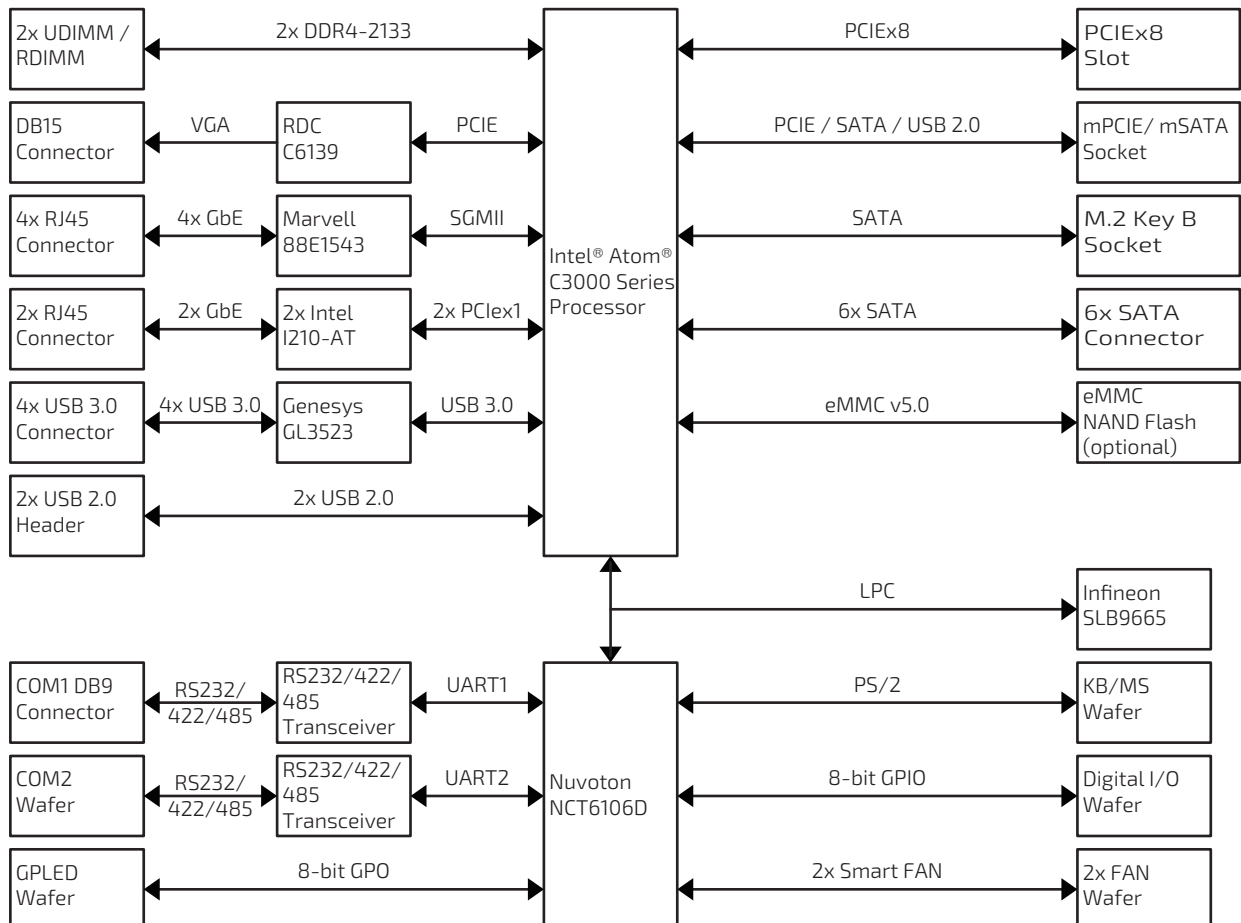 2x UDIMM /
RDIMM
2x DDR4-2133
PCIEx8
PCIEx8
Slot
DB15
Connector
VGA
RDC
C6139
PCIE
PCIE / SATA / USB 2.0
mPCIE/ mSATA
Socket
4x RJ45
Connector
4x GbE
Marvell
88E1543
SGMII
SATA
M.2 Key B
Socket
Intel® Atom®
C3000 Series
Processor
2x RJ45
Connector
2x GbE
2x Intel
I210-AT
2x PCIex1
6x SATA
6x SATA
Connector
4x USB 3.0
Connector
4x USB 3.0
Genesys
GL3523
USB 3.0
eMMC v5.0
eMMC
NAND Flash
(optional)
2x USB 2.0
Header
2x USB 2.0
LPC
Infineon
SLB9665
COM1 DB9
Connector
RS232/
422/485
RS232/422/
485
Transceiver
UART1
PS/2
KB/MS
Wafer
COM2
Wafer
RS232/
422/485
RS232/422/
485
Transceiver
UART2
Nuvoton
NCT6106D
8-bit GPIO
Digital I/O
Wafer
GPLED
Wafer
8-bit GPO
2x Smart FAN
2x FAN
Wafer